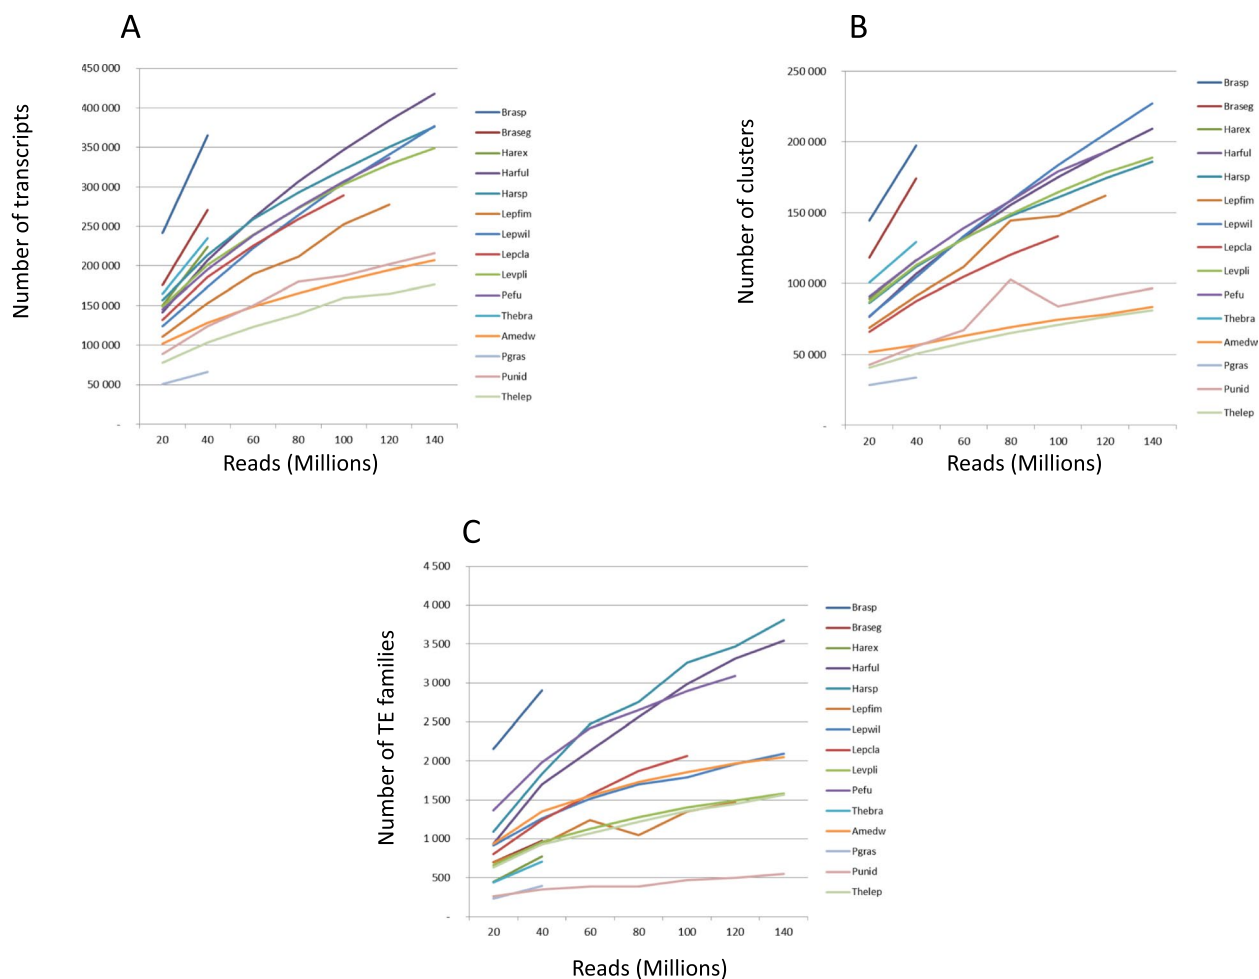 A
Number of transcripts
450 000
400 000
350 000
300 000
250 000
200 000
150 000
100 000
50 000
-
20 40 60 80 100 120 140
Reads (Millions)
Brasp
Braseg
Harex
Harful
Harsp
Lepfim
Lepwil
Lepcla
Levpli
Pefu
Thebra
Amedw
Pgras
Punid
Thelep
B
Number of clusters
250 000
200 000
150 000
100 000
50 000
-
20 40 60 80 100 120 140
Reads (Millions)
Brasp
Braseg
Harex
Harful
Harsp
Lepfim
Lepwil
Lepcla
Levpli
Pefu
Thebra
Amedw
Pgras
Punid
Thelep
C
Number of TE families
4 500
4 000
3 500
3 000
2 500
2 000
1 500
1 000
500
-
20 40 60 80 100 120 140
Reads (Millions)
Brasp
Braseg
Harex
Harful
Harsp
Lepfim
Lepwil
Lepcla
Levpli
Pefu
Thebra
Amedw
Pgras
Punid
Thelep